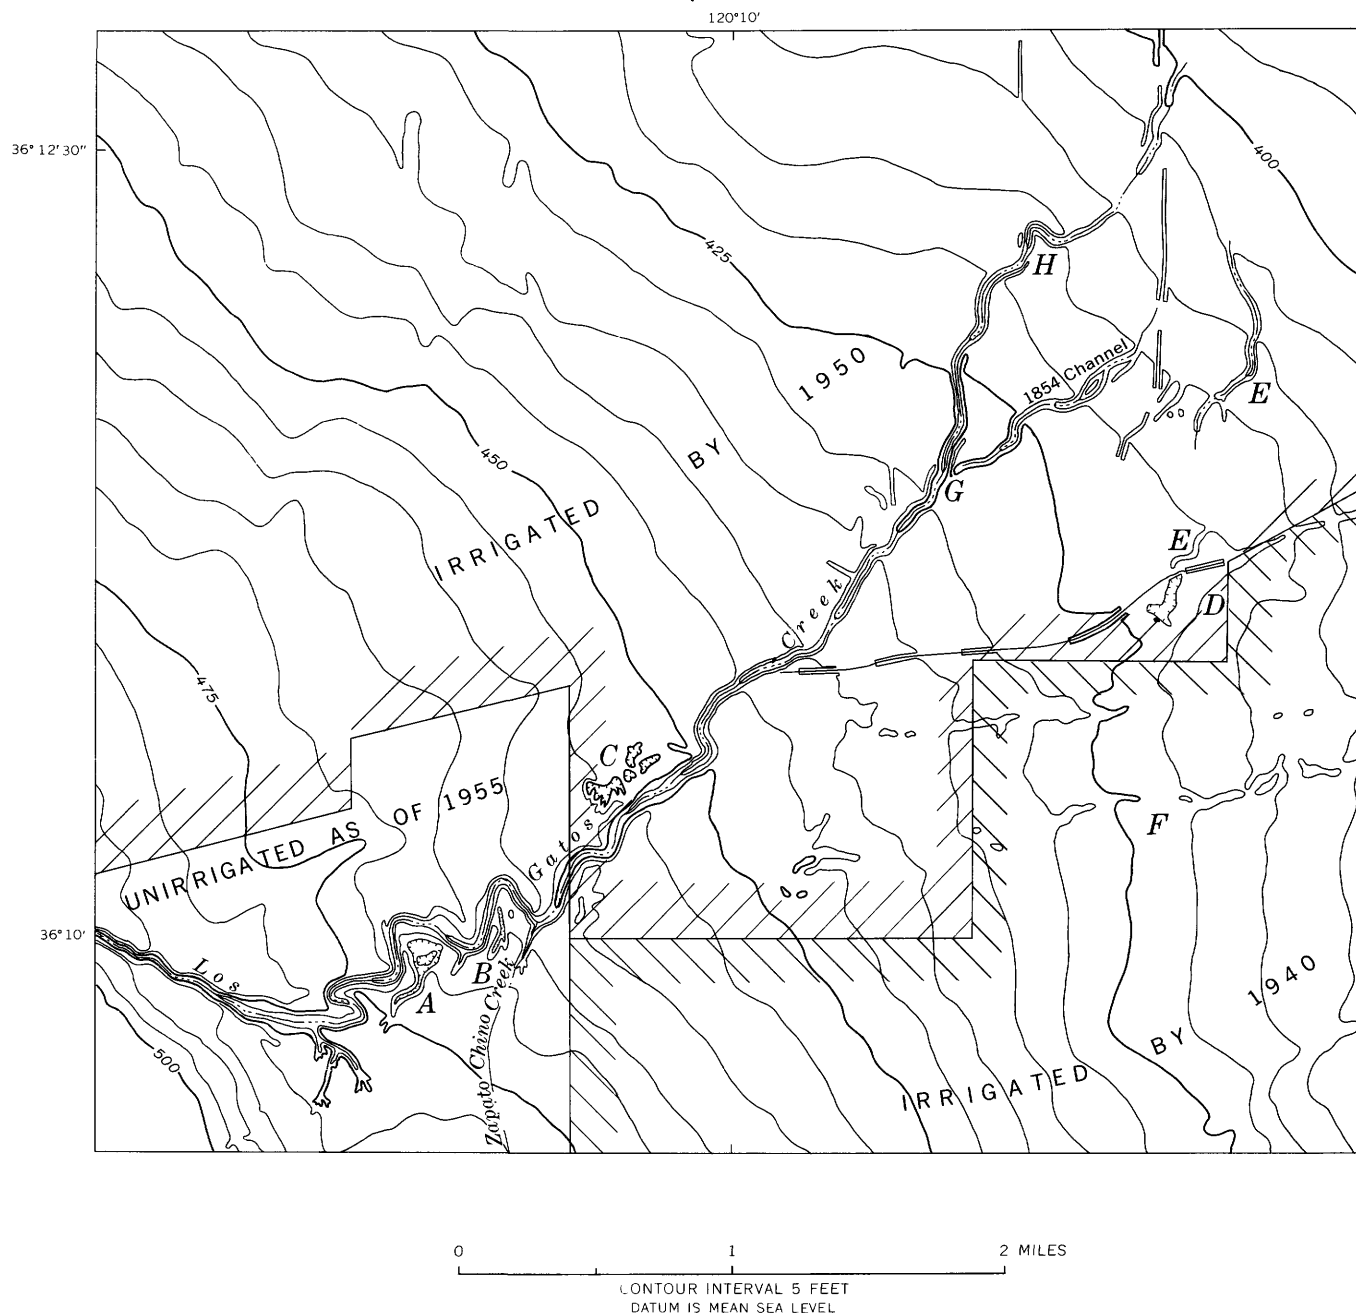 120°10'
36° 12'30"
400
425
H
1950
1854 Channel
E
BY
450
G
IRRIGATED
E
D
Creek
475
C
UNIRRIGATED AS OF 1955
Gatos
F
36°10'
Los
B
A
1940
500
Zapato Chino Creek
BY
IRRIGATED
0 1 2 MILES
CONTOUR INTERVAL 5 FEET
DATUM IS MEAN SEA LEVEL